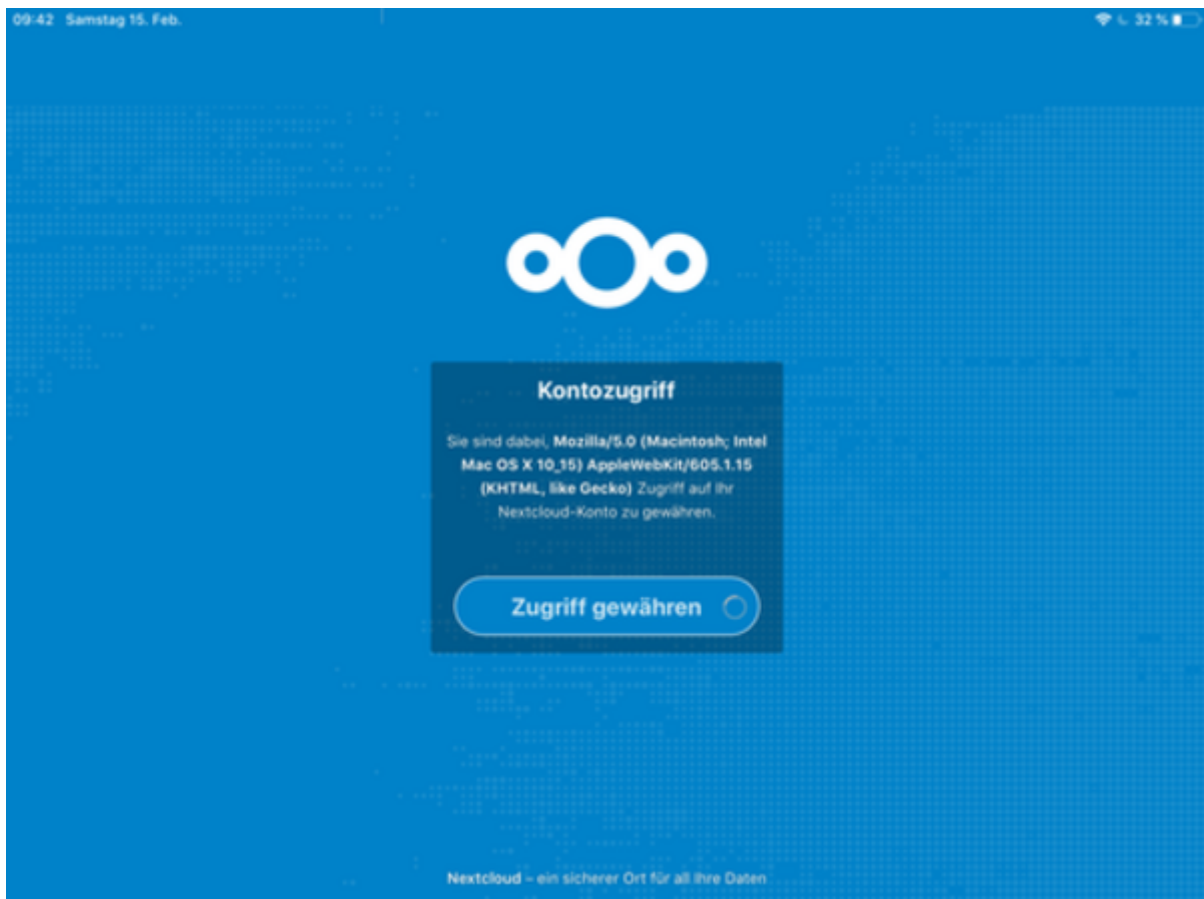 09:42 Samstag 15. Feb.
32 %
Kontozugriff
Sie sind dabei, Mozilla/5.0 (Macintosh; Intel
Mac OS X 10_15) AppleWebKit/605.1.15
(KHTML, like Gecko) Zugriff auf Ihr
Nextcloud-Konto zu gewähren.
Zugriff gewähren
Nextcloud – ein sicherer Ort für all Ihre Daten